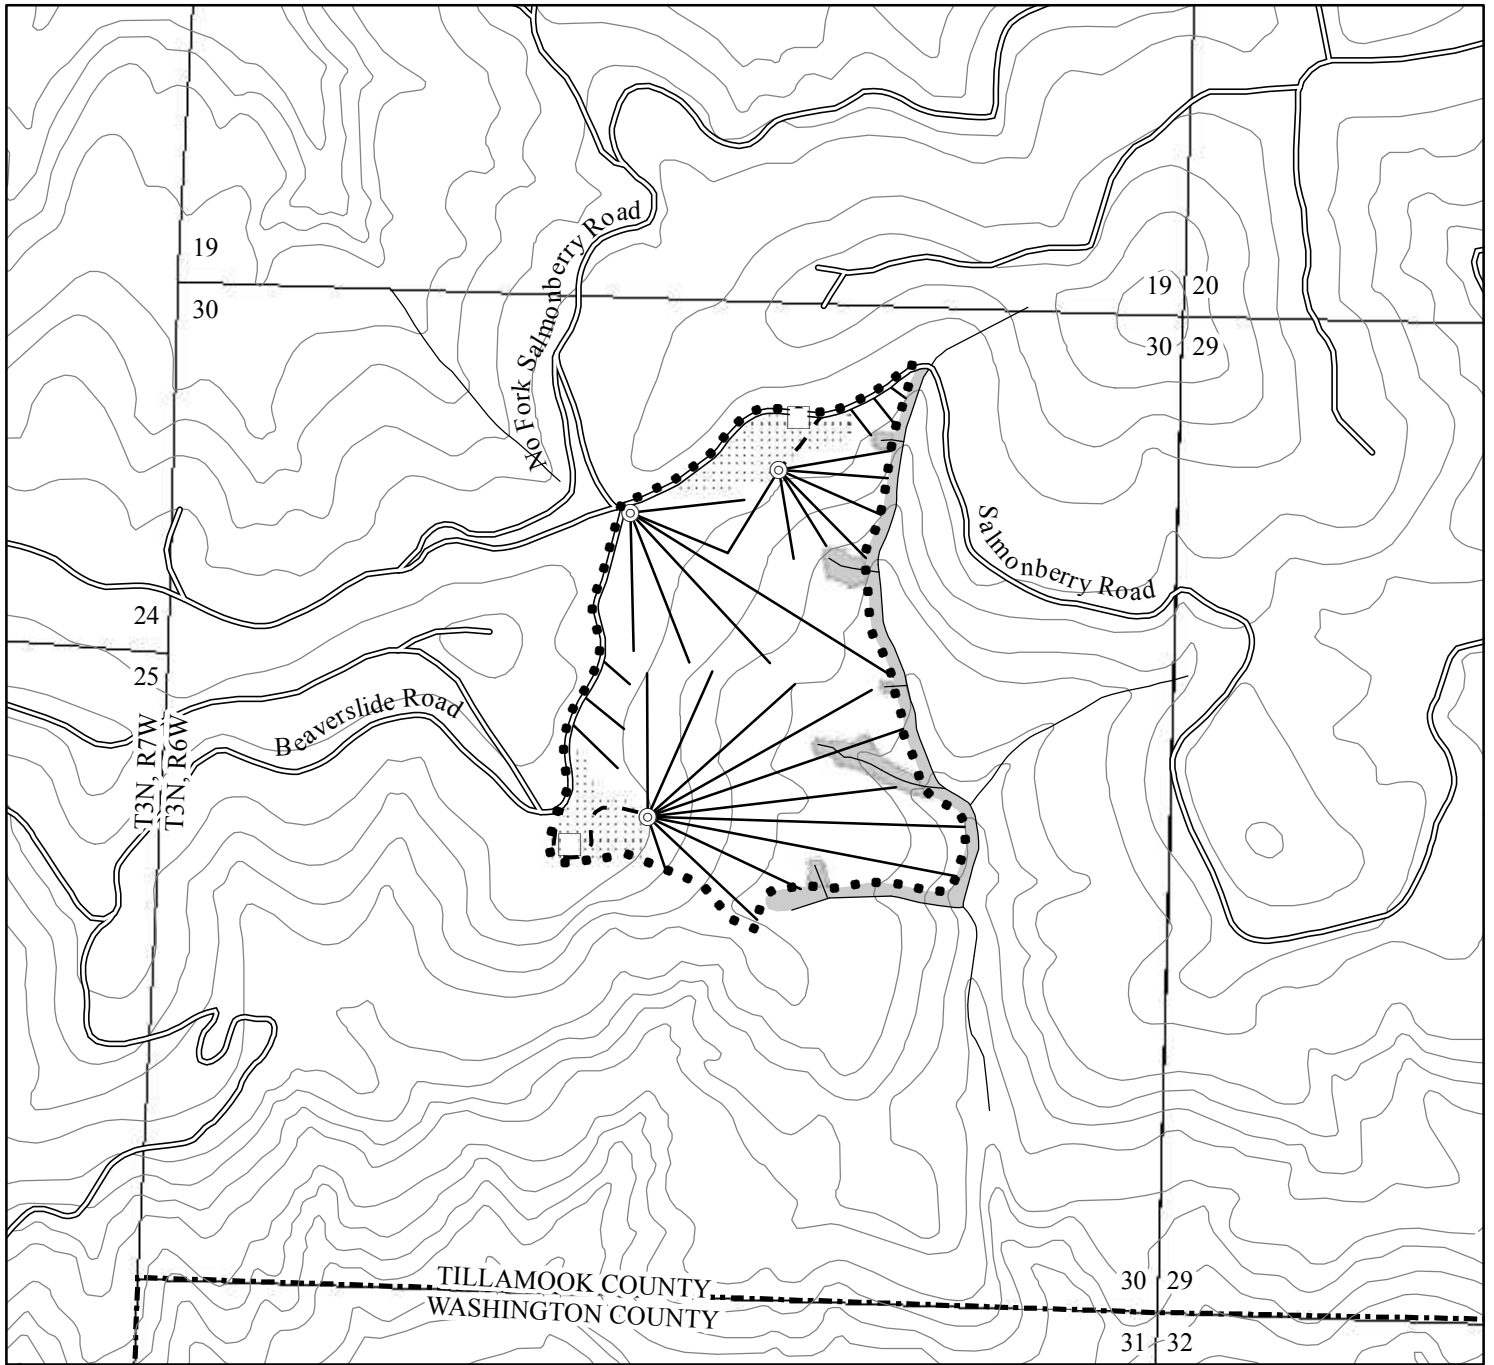 No Fork Salmonberry Road
19
30
19 20
30 29
Salmonberry Road
24
25
Beaverslide Road
T3N, R7W
T3N, R6W
TILLAMOOK COUNTY
WASHINGTON COUNTY
30 29
31 32